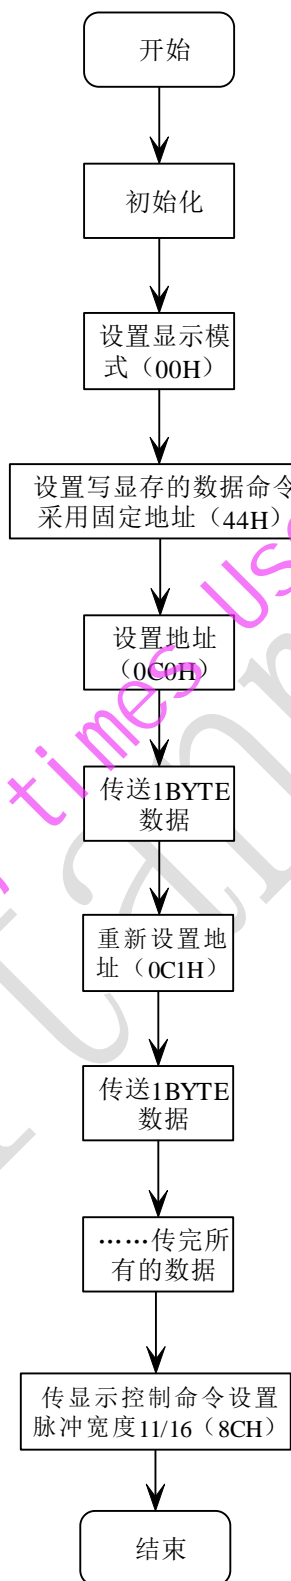 开始
初始化
设置显示模
式（00H）
设置写显存的数据命令
采用固定地址（44H）
设置地址
（0C0H）
传送1BYTE
数据
重新设置地
址（0C1H）
传送1BYTE
数据
……传完所
有的数据
传显示控制命令设置
脉冲宽度11/16（8CH）
结束
times Us